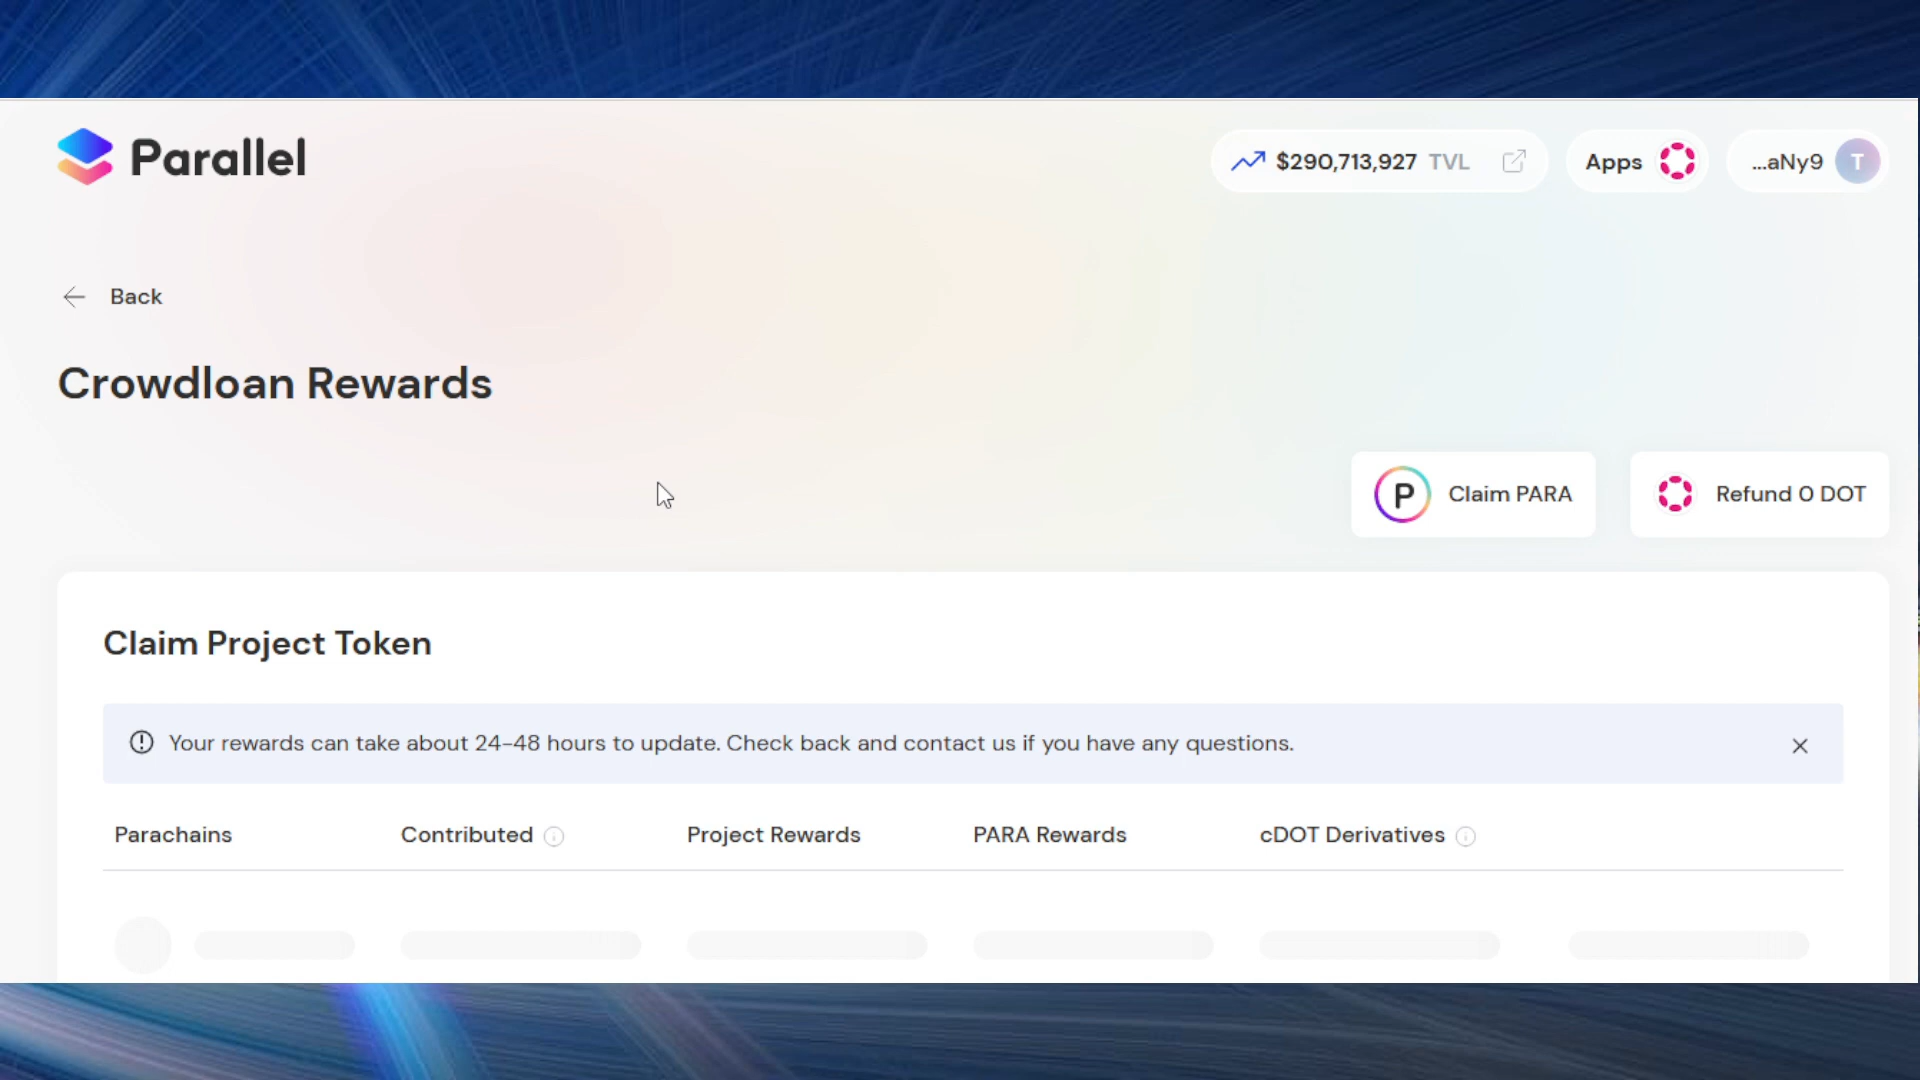 Parallel
$290,713,927 TVL
Apps
...aNy9
T
Back
Crowdloan Rewards
P
Claim PARA
Refund 0 DOT
Claim Project Token
Your rewards can take about 24-48 hours to update. Check back and contact us if you have any questions.
Parachains
Contributed
Project Rewards
PARA Rewards
cDOT Derivatives